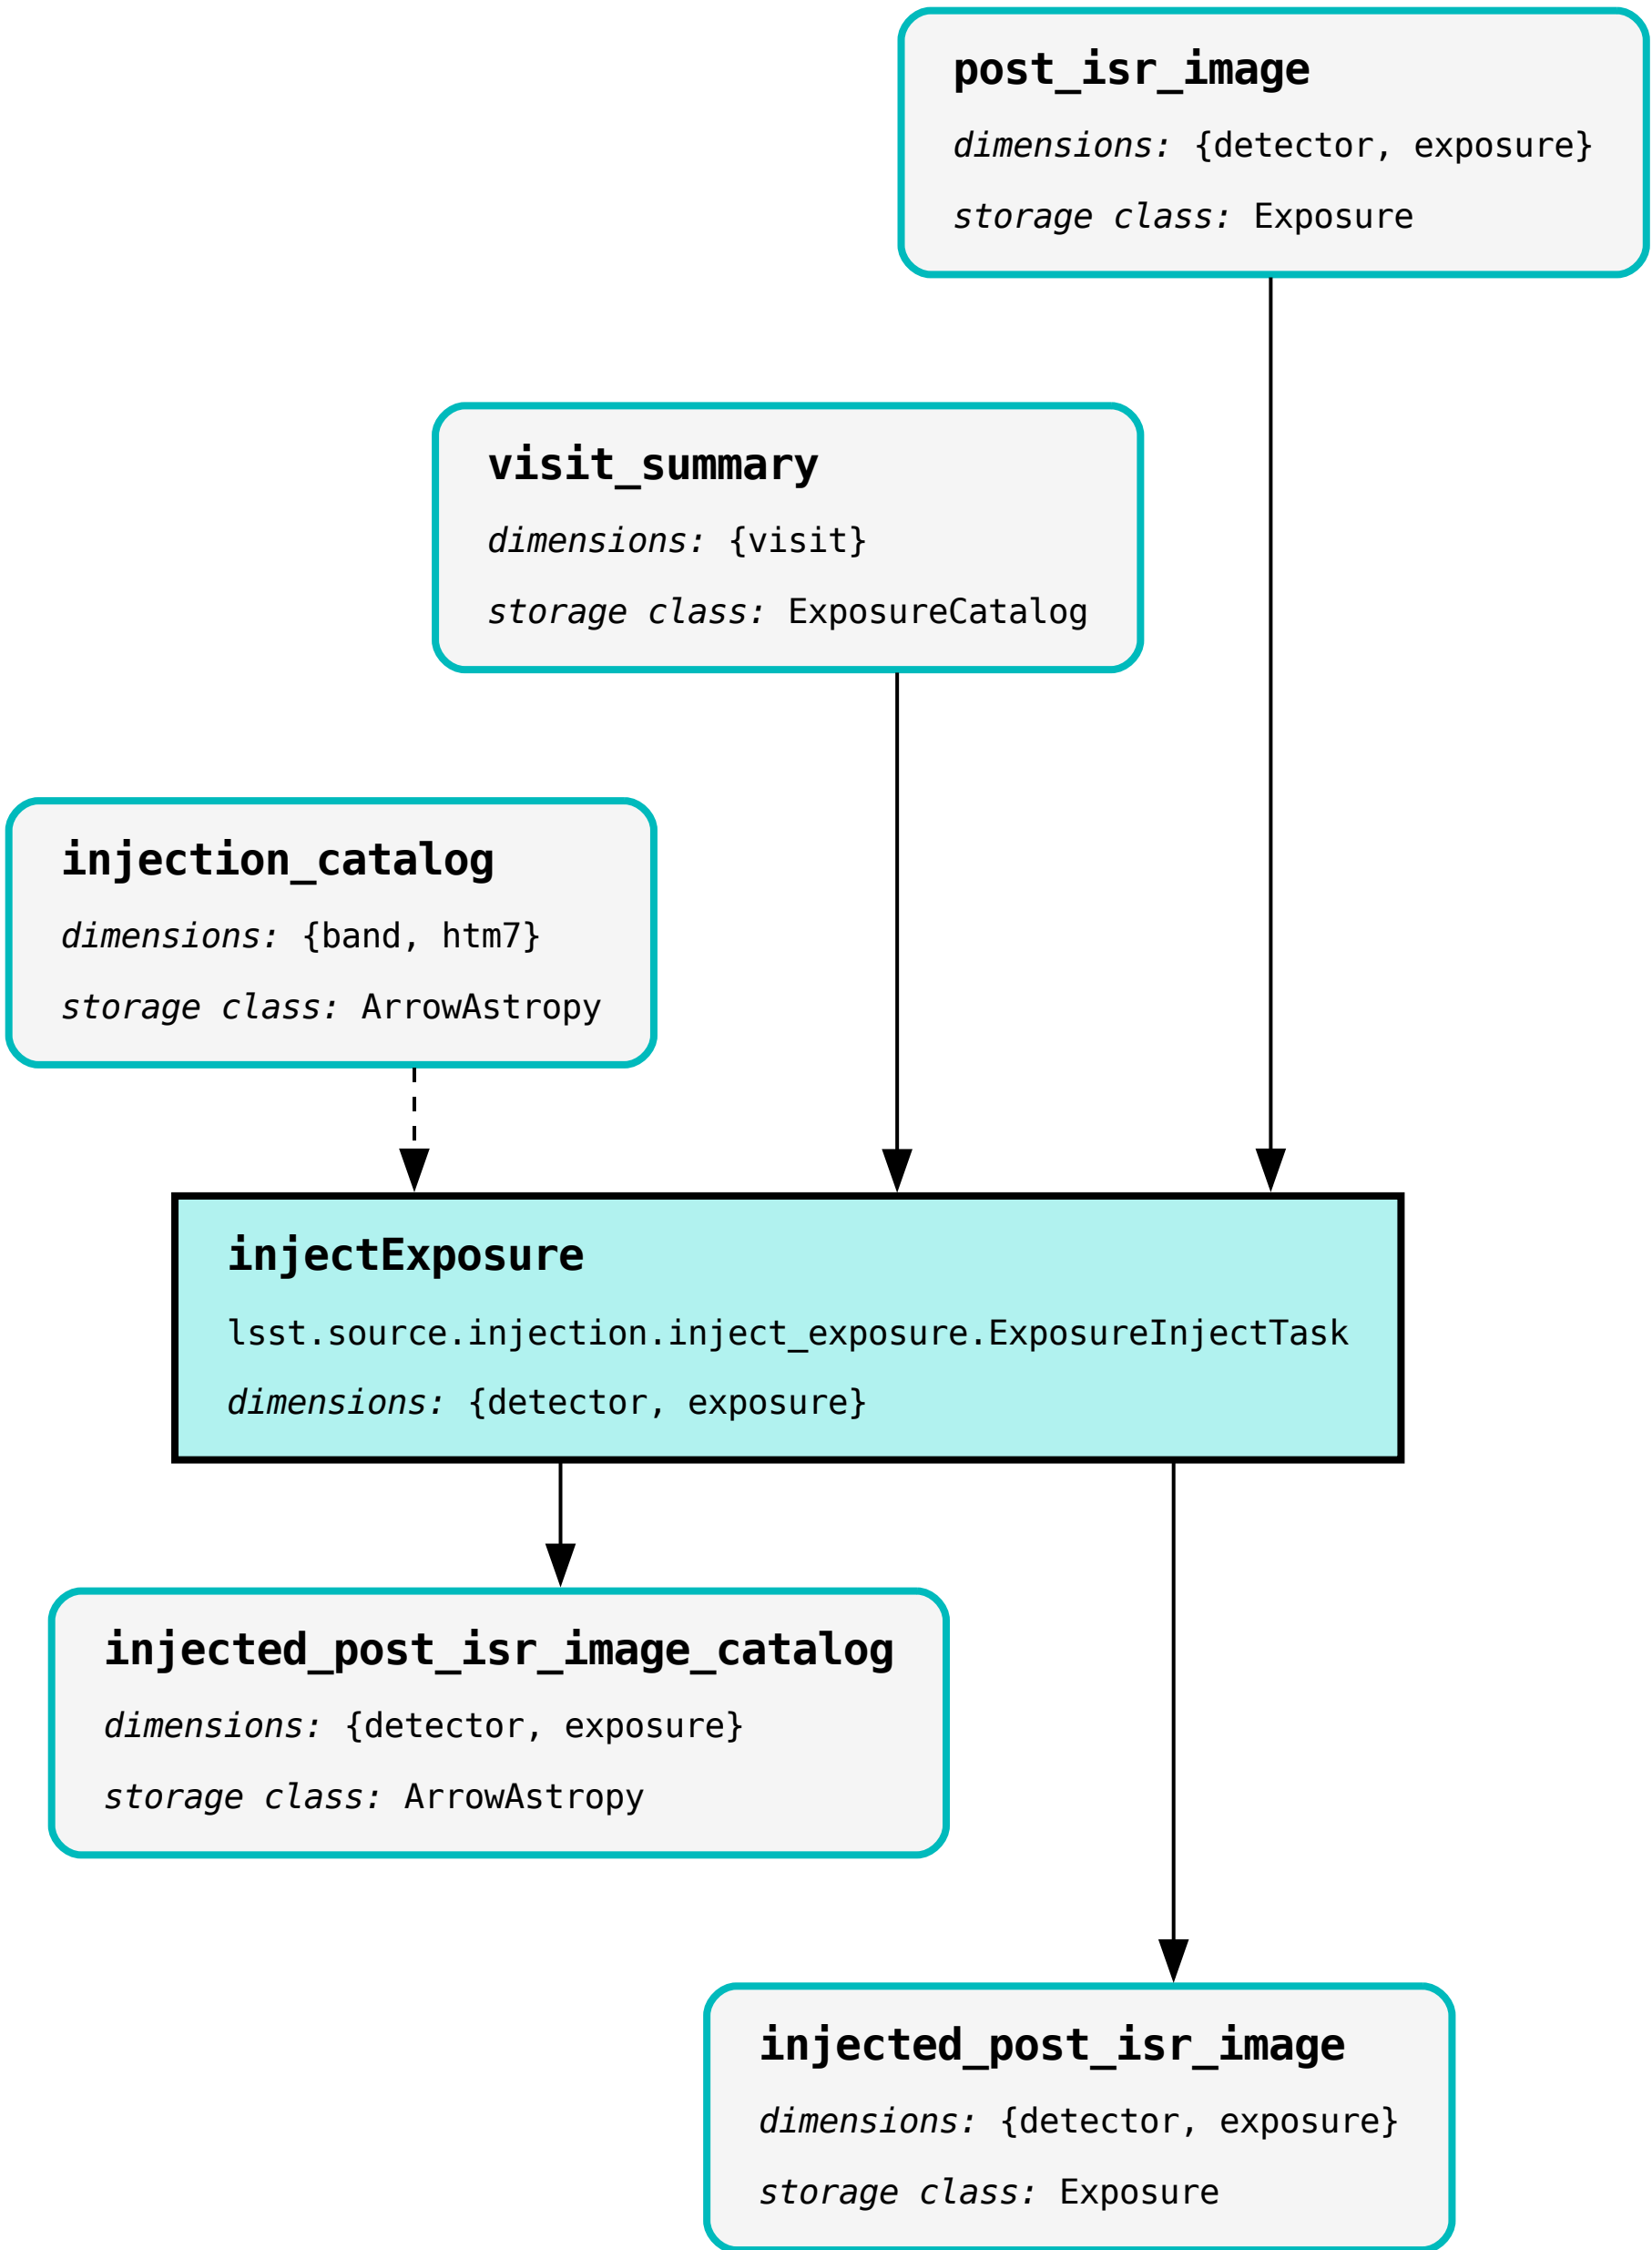 post_isr_image
dimensions: {detector, exposure}
storage class: Exposure
visit_summary
dimensions: {visit}
storage class: ExposureCatalog
injection_catalog
dimensions: {band, htm7}
storage class: ArrowAstropy
injectExposure
lsst.source.injection.inject_exposure.ExposureInjectTask
dimensions: {detector, exposure}
injected_post_isr_image_catalog
dimensions: {detector, exposure}
storage class: ArrowAstropy
injected_post_isr_image
dimensions: {detector, exposure}
storage class: Exposure